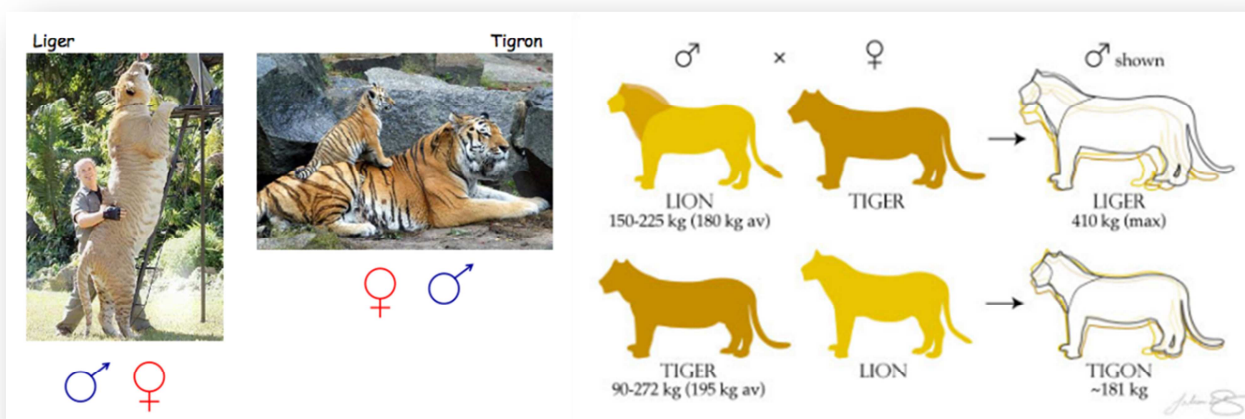 Liger
Tigron
♂ × ♀ ♂ shown
LION
150-225 kg (180 kg av)
TIGER
LIGER
410 kg (max)
♀ ♂
♂ ♀
TIGER
90-272 kg (195 kg av)
LION
TIGON
~181 kg